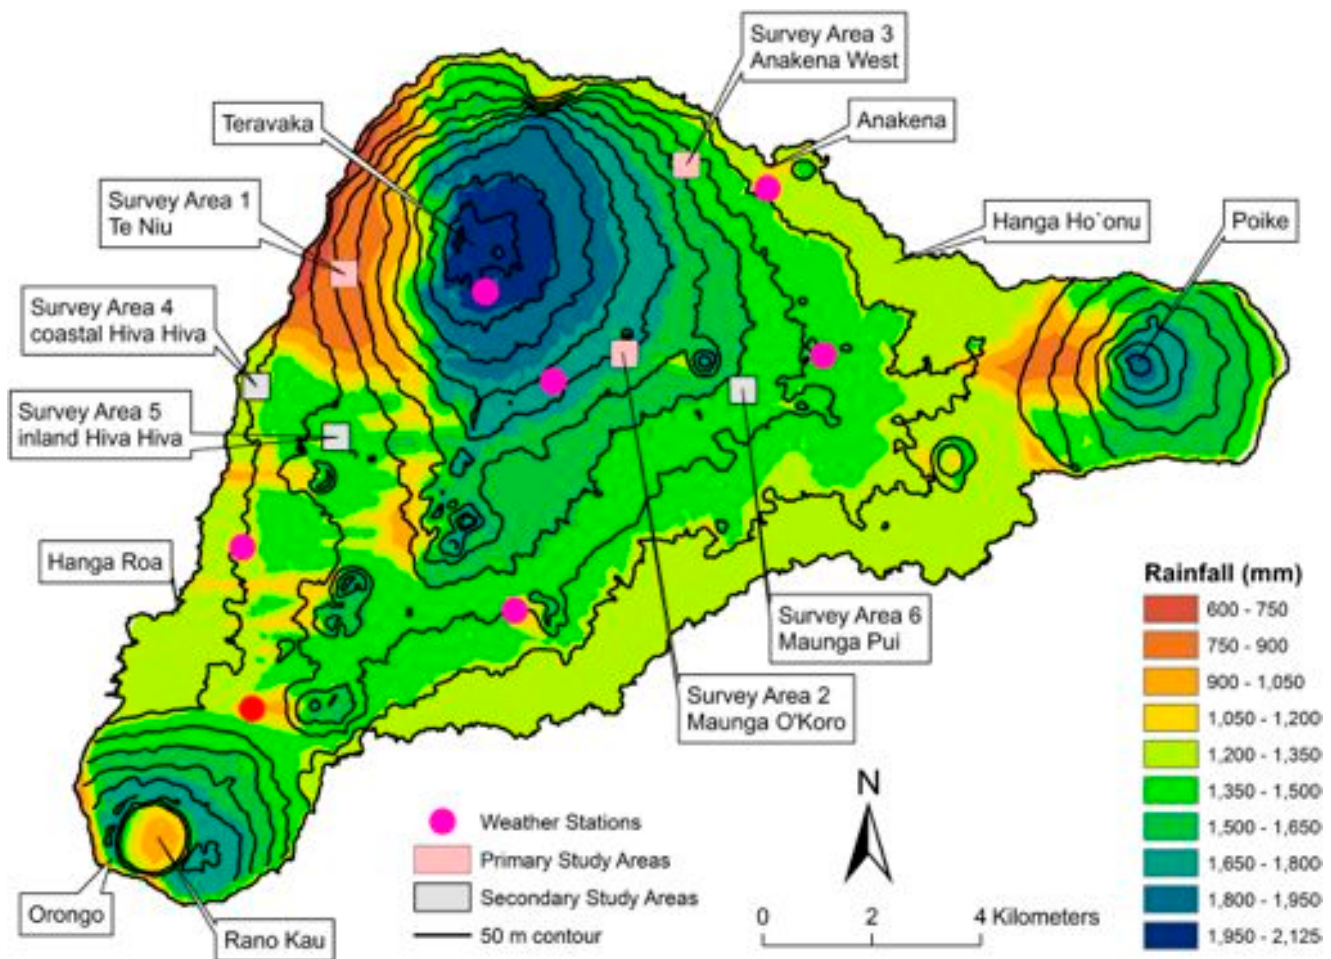 Survey Area 3
Anakena West
Teravaka
Anakena
Survey Area 1
Te Niu
Hanga Ho`onu
Poike
Survey Area 4
coastal Hiva Hiva
Survey Area 5
inland Hiva Hiva
Hanga Roa
Survey Area 6
Maunga Pui
Survey Area 2
Maunga O'Koro
Orongo
Rano Kau
Weather Stations
Primary Study Areas
Secondary Study Areas
50 m contour
N
0 2 4 Kilometers
Rainfall (mm)
600 - 750
750 - 900
900 - 1,050
1,050 - 1,200
1,200 - 1,350
1,350 - 1,500
1,500 - 1,650
1,650 - 1,800
1,800 - 1,950
1,950 - 2,125